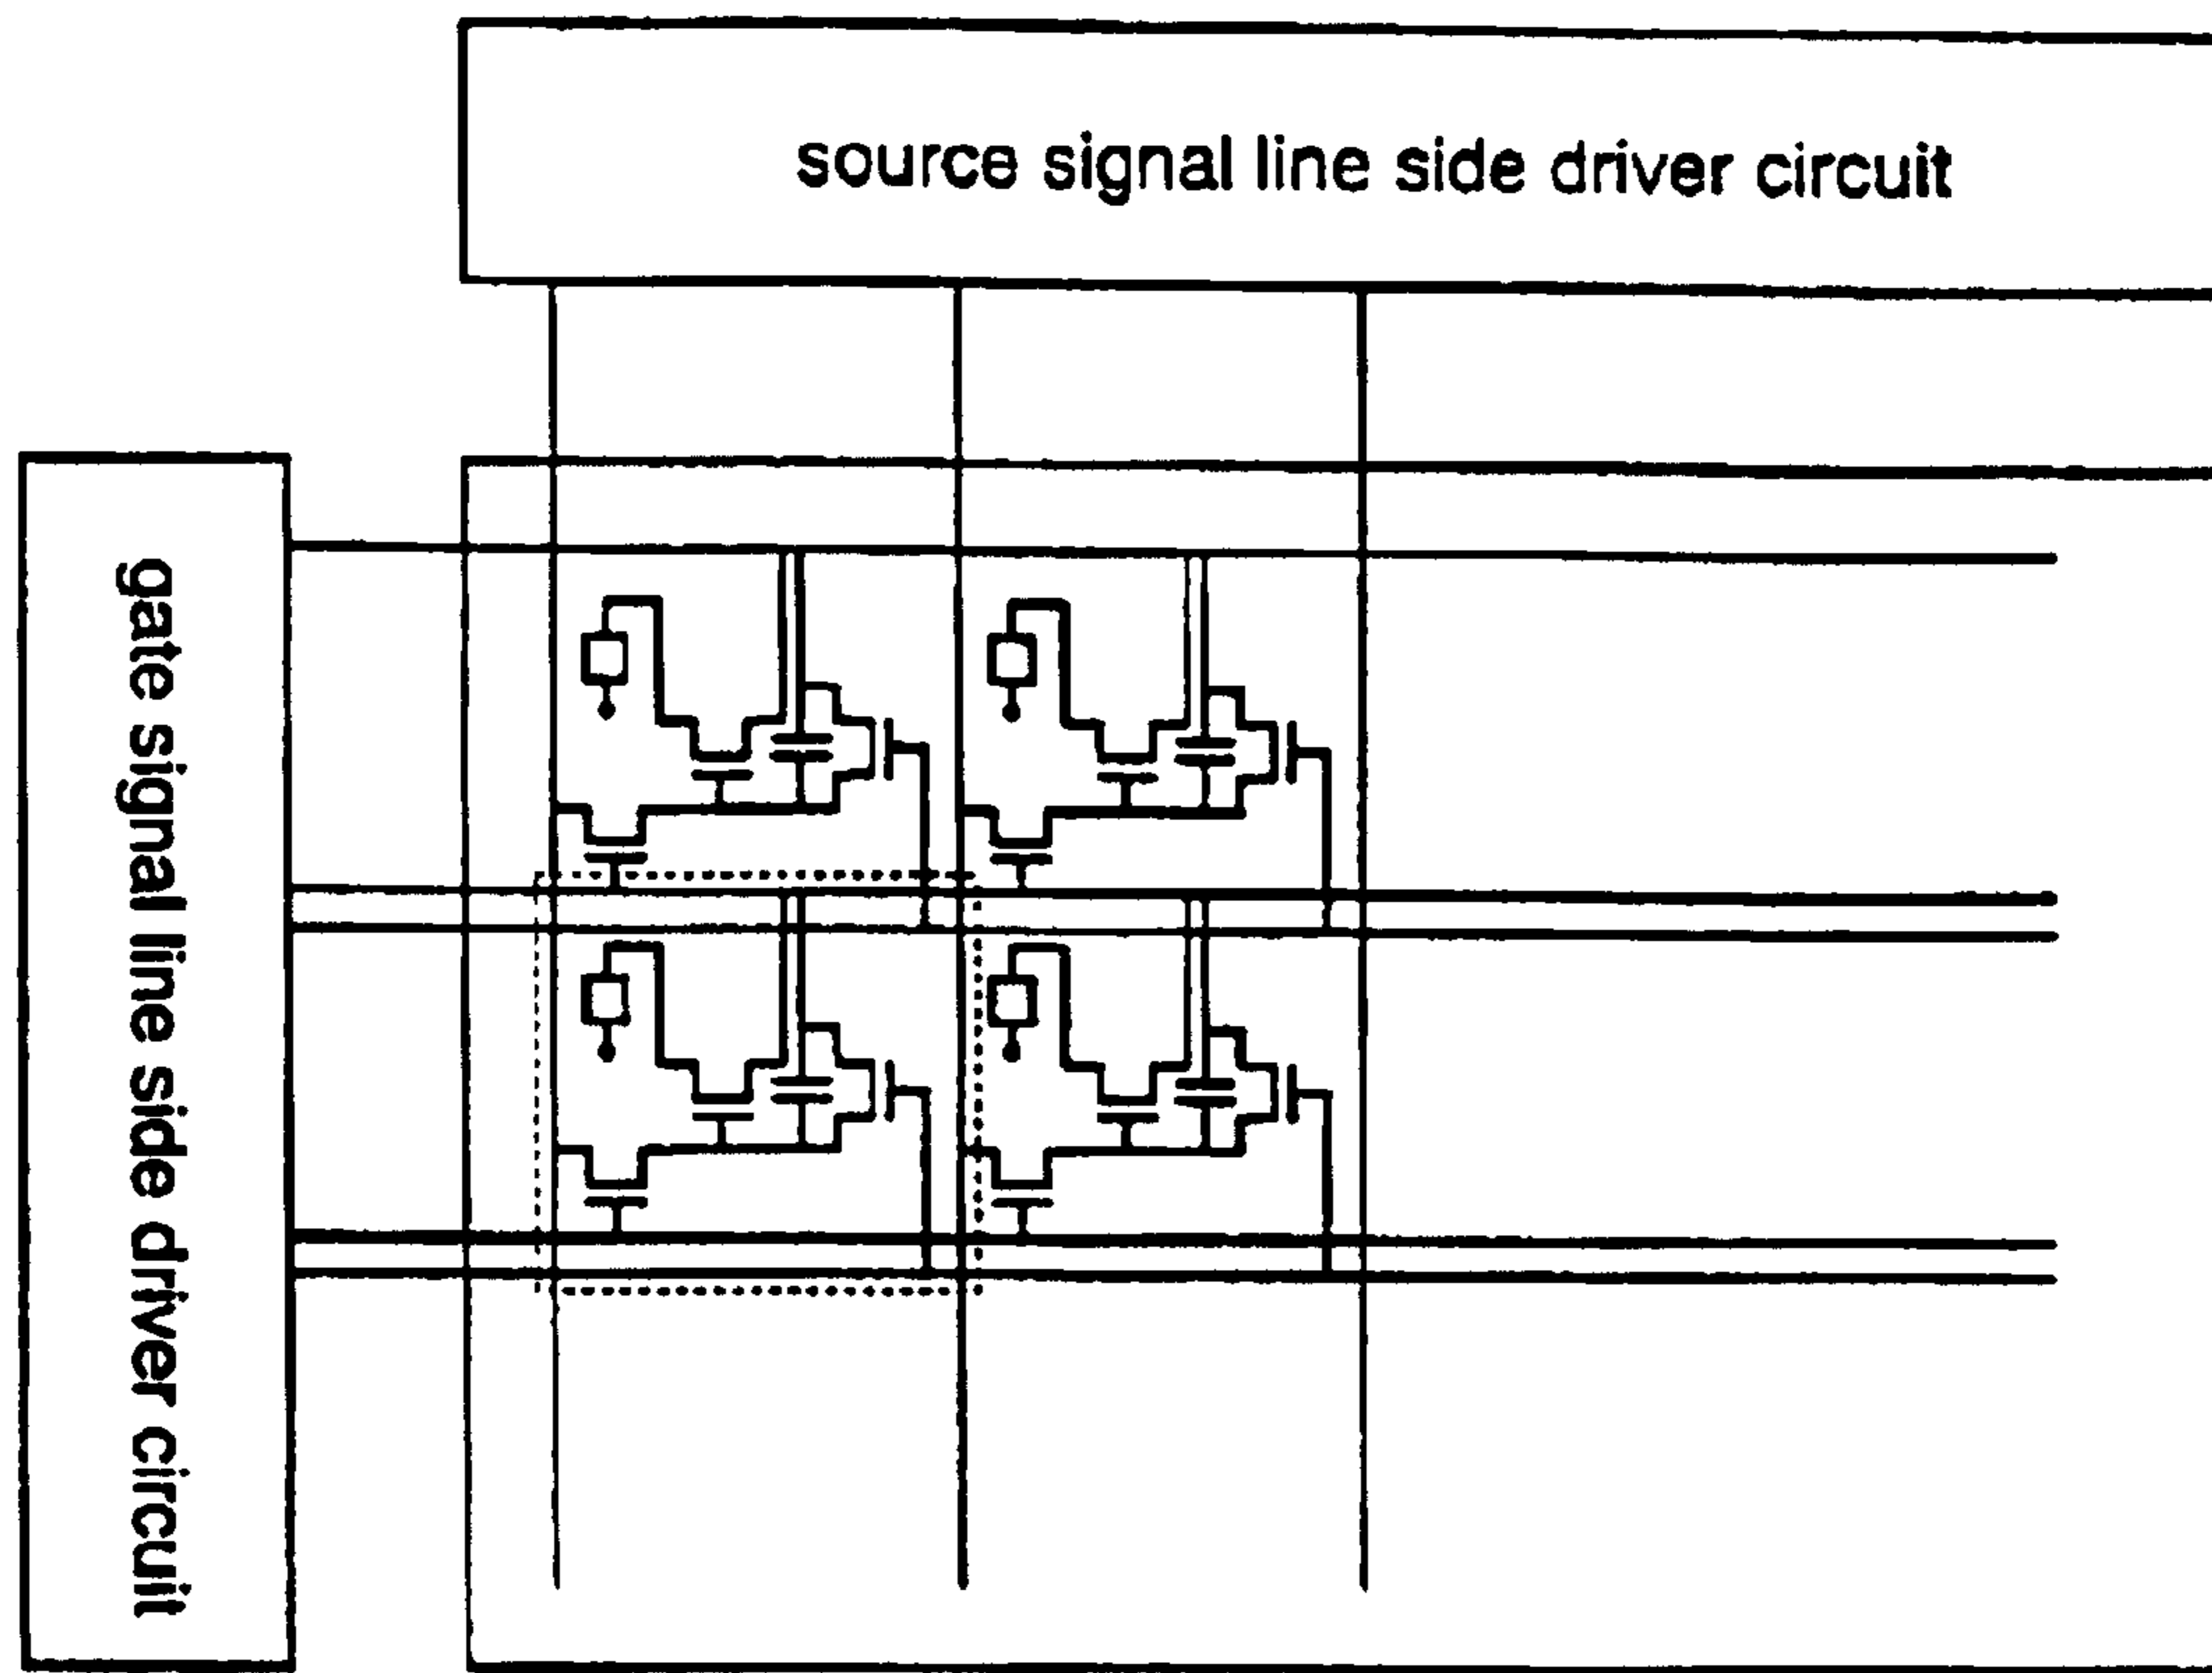 source signal line side driver circuit
gate signal line side driver circuit